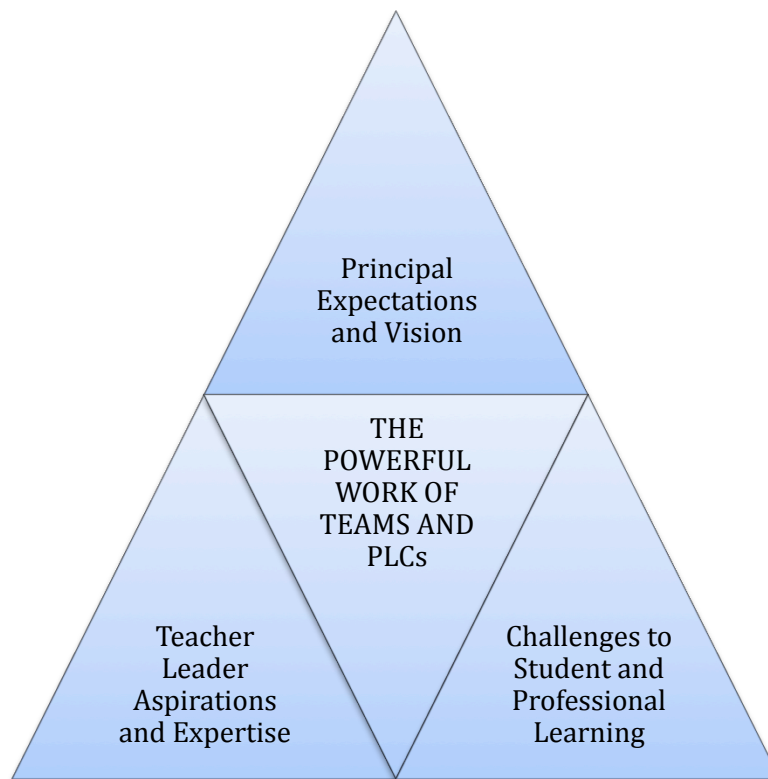 Principal
Expectations
and Vision
THE
POWERFUL
WORK OF
TEAMS AND
PLCs
Teacher
Leader
Aspirations
and Expertise
Challenges to
Student and
Professional
Learning